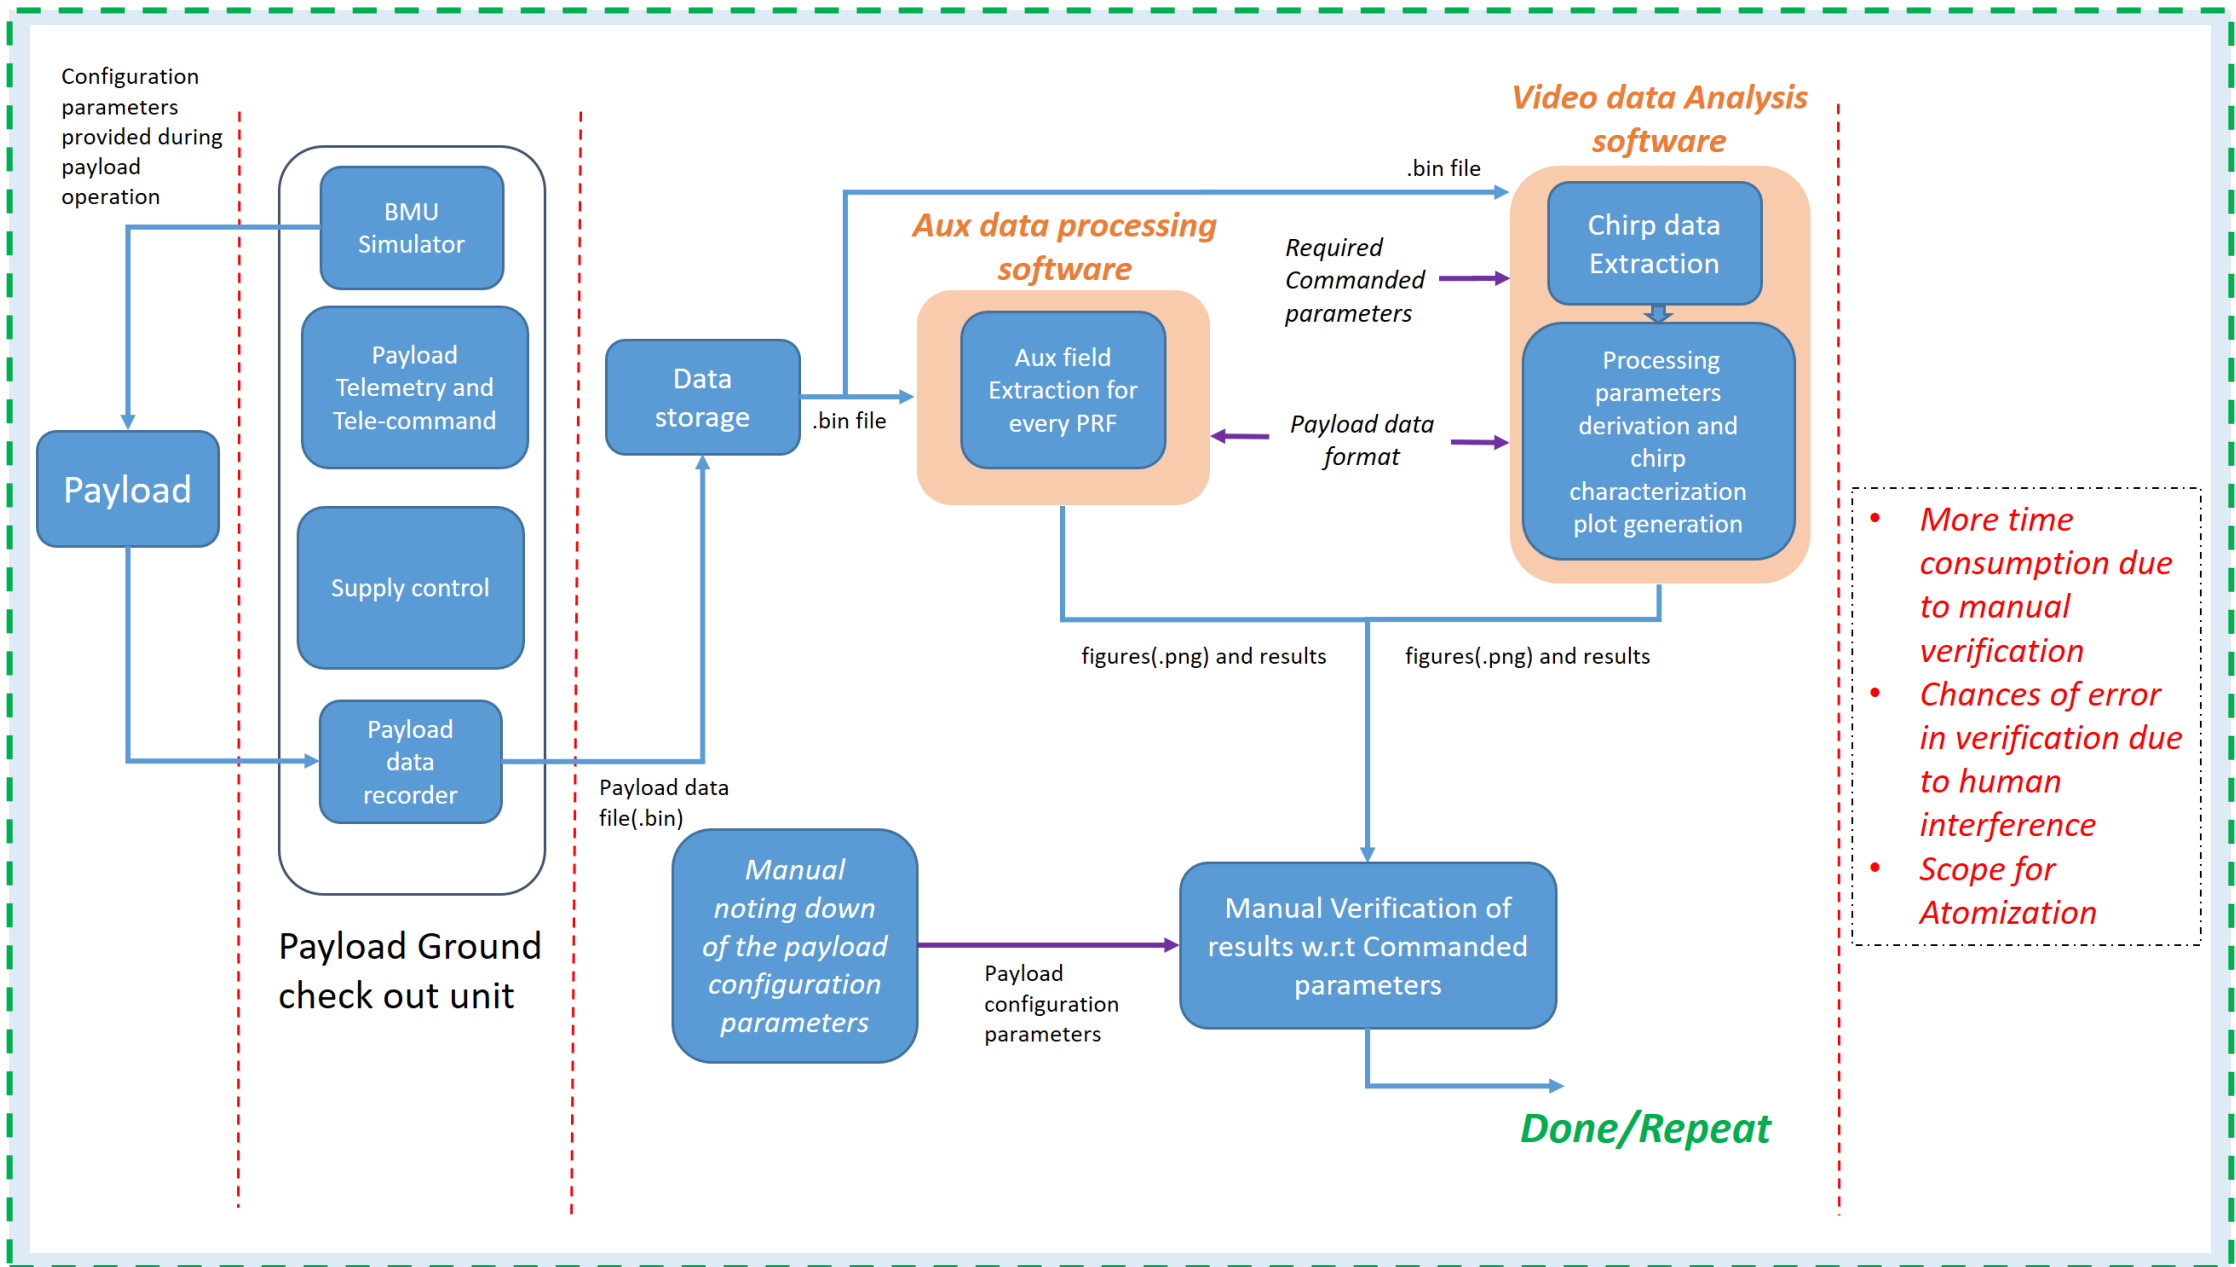 Configuration
parameters
provided during
payload
operation
BMU
Simulator
Payload
Telemetry and
Tele-command
Supply control
Payload
data
recorder
Payload Ground
check out unit
Payload
Data
storage
.bin file
Payload data
file(.bin)
Aux data processing
software
Aux field
Extraction for
every PRF
.bin file
Required
Commanded
parameters
Payload data
format
Video data Analysis
software
Chirp data
Extraction
Processing
parameters
derivation and
chirp
characterization
plot generation
figures(.png) and results
figures(.png) and results
Manual
noting down
of the payload
configuration
parameters
Payload
configuration
parameters
Manual Verification of
results w.r.t Commanded
parameters
Done/Repeat
• More time
consumption due
to manual
verification
• Chances of error
in verification due
to human
interference
• Scope for
Atomization